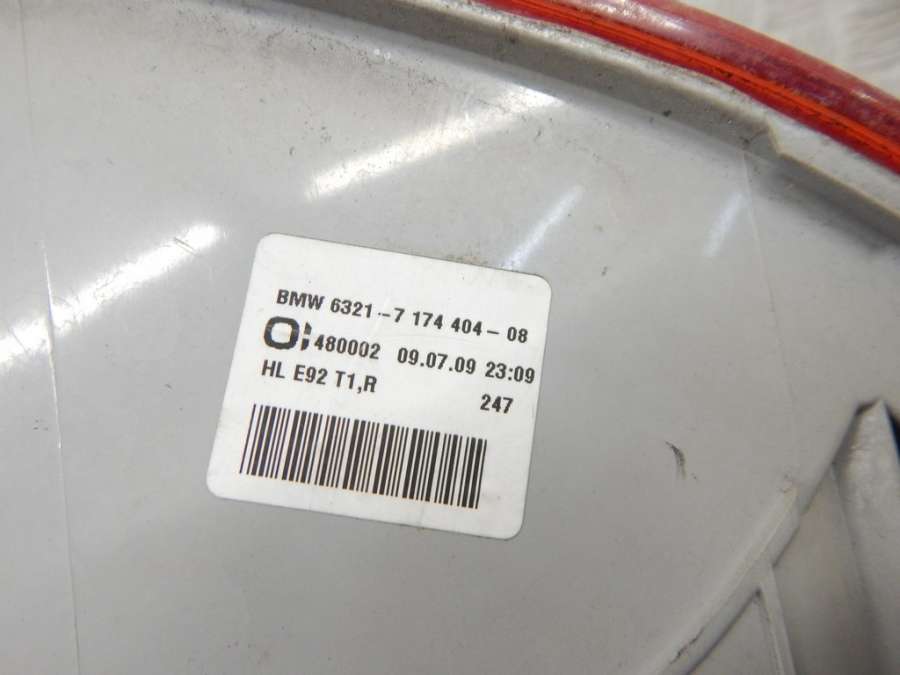 BMW 6321-7 174 404-08
480002 09.07.09 23:09
HL E92 T1,R 247